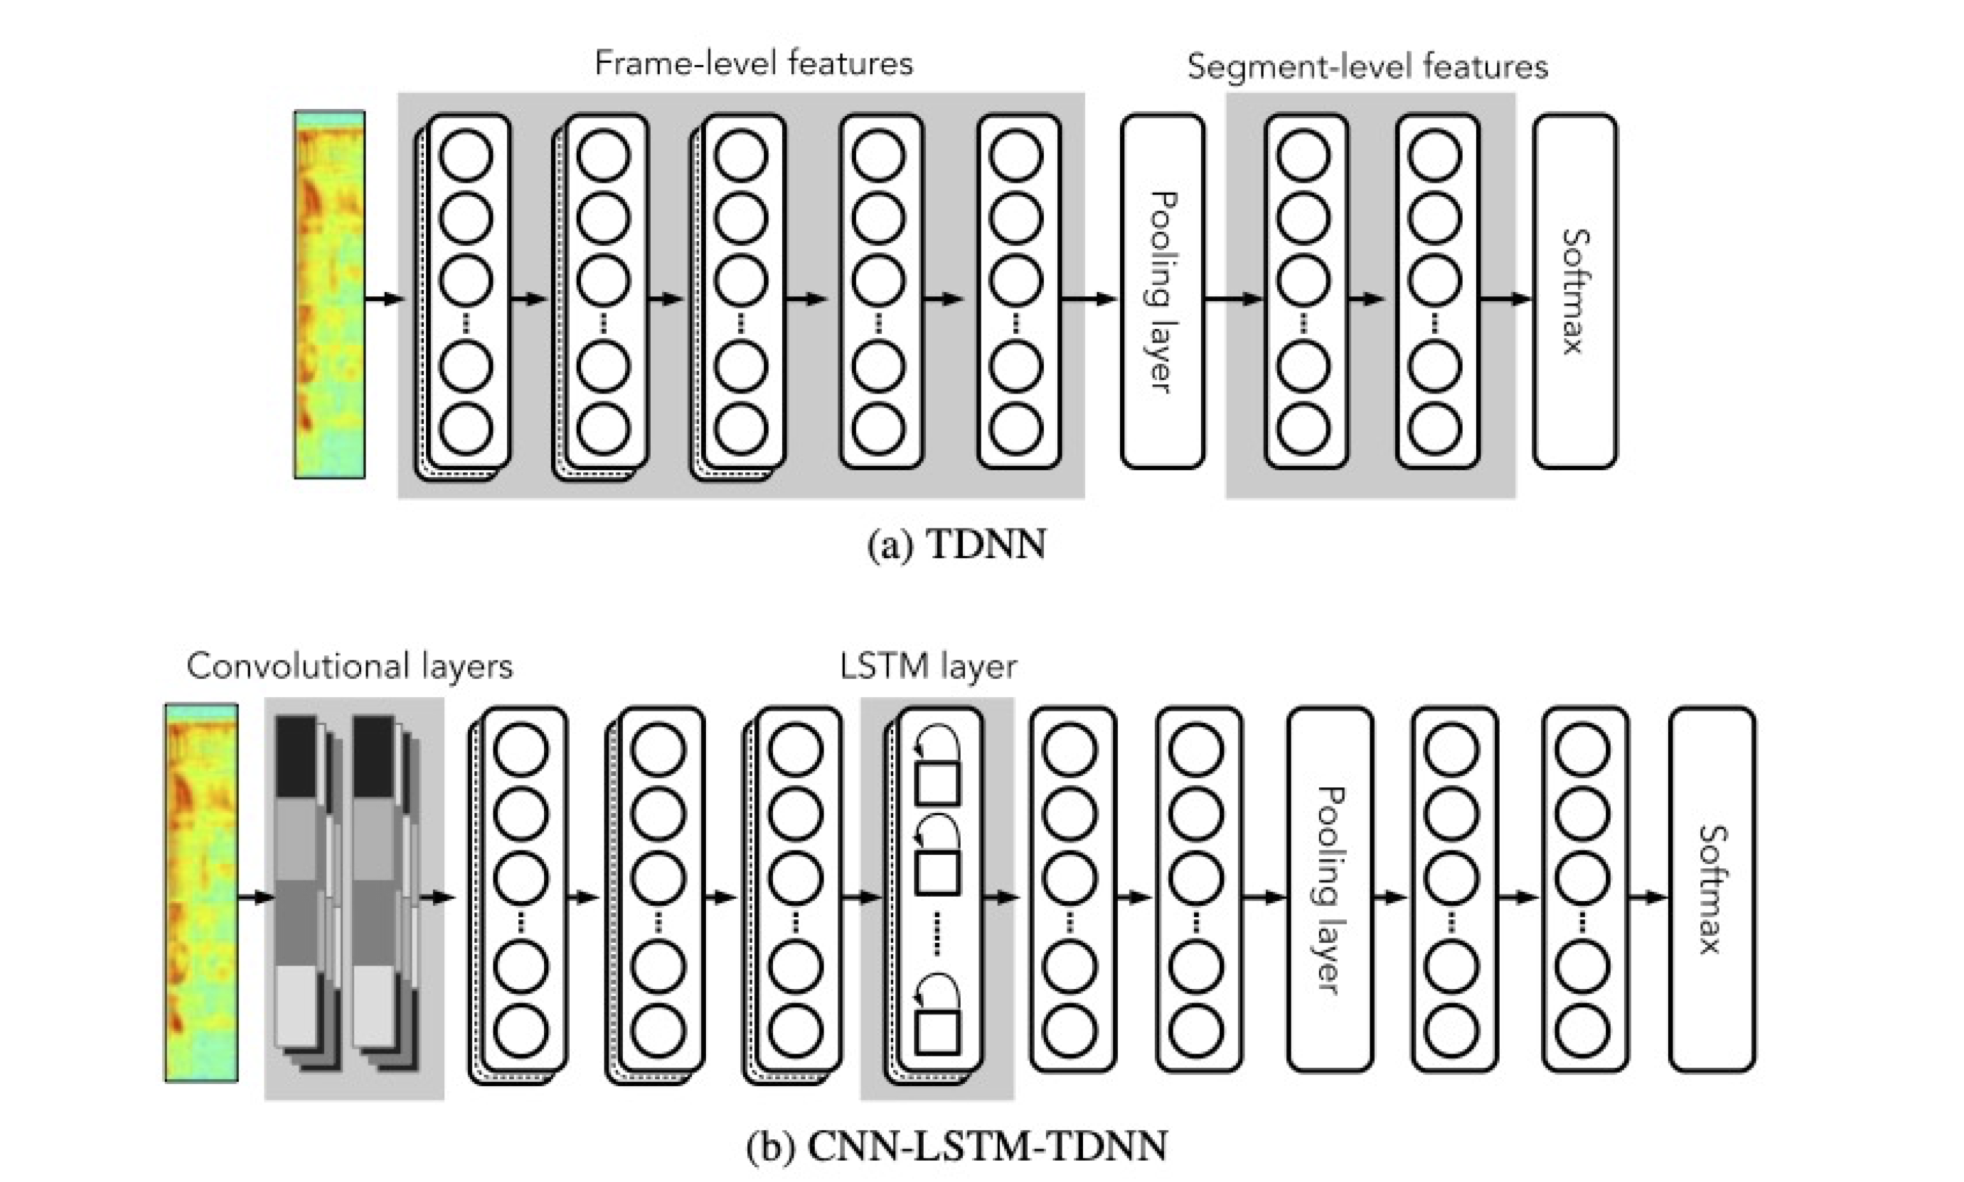 Frame-level features
Segment-level features
Pooling layer
Softmax
(a) TDNN
Convolutional layers
LSTM layer
Pooling layer
Softmax
(b) CNN-LSTM-TDNN